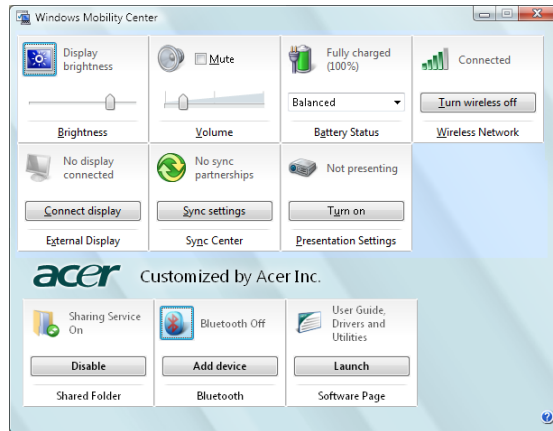 Windows Mobility Center
Display
brightness
Brightness
Mute
Volume
Fully charged
(100%)
Balanced
Battery Status
Connected
Turn wireless off
Wireless Network
No display
connected
Connect display
External Display
No sync
partnerships
Sync settings
Sync Center
Not presenting
Turn on
Presentation Settings
acer Customized by Acer Inc.
Sharing Service
On
Disable
Shared Folder
Bluetooth Off
Add device
Bluetooth
User Guide,
Drivers and
Utilities
Launch
Software Page